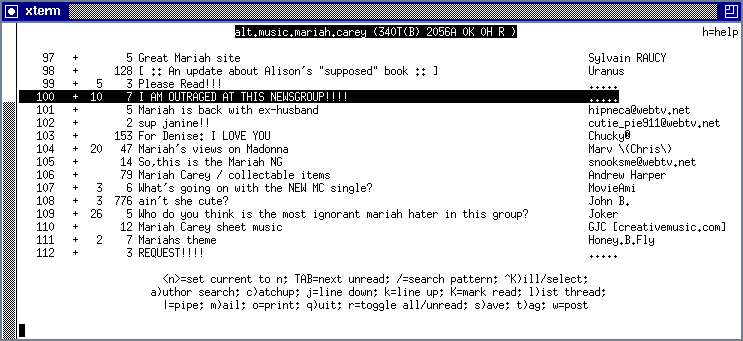 xterm
alt.music.mariah.carey (340T(B) 2056A 0K 0H R ) h=help
97 + 5 Great Mariah site Sylvain RAUCY
98 + 128 [ :: An update about Alison's "supposed" book :: ] Uranus
99 + 5 3 Please Read!!! .....
100 + 10 7 I AM OUTRAGED AT THIS NEWSGROUP!!!! .....
101 + 5 Mariah is back with ex-husband hipneca@webtv.net
102 + 2 sup janine!! cutie_pie911@webtv.net
103 + 153 For Denise: I LOVE YOU Chucky@
104 + 20 47 Mariah's views on Madonna Marv \(Chris\)
105 + 14 So,this is the Mariah NG snooksme@webtv.net
106 + 79 Mariah Carey / collectable items Andrew Harper
107 + 3 6 What's going on with the NEW MC single? MovieAmi
108 + 3 776 ain't she cute? John B.
109 + 26 5 Who do you think is the most ignorant mariah hater in this group? Joker
110 + 12 Mariah Carey sheet music GJC [creativemusic.com]
111 + 2 7 Mariahs theme Honey.B.Fly
112 + 3 REQUEST!!!! .....
<n>=set current to n; TAB=next unread; /=search pattern; ^K)ill/select;
a)uthor search; c)atchup; j=line down; k=line up; K=mark read; l)ist thread;
|=pipe; m)ail; o=print; q)uit; r=toggle all/unread; s)ave; t)ag; w=post